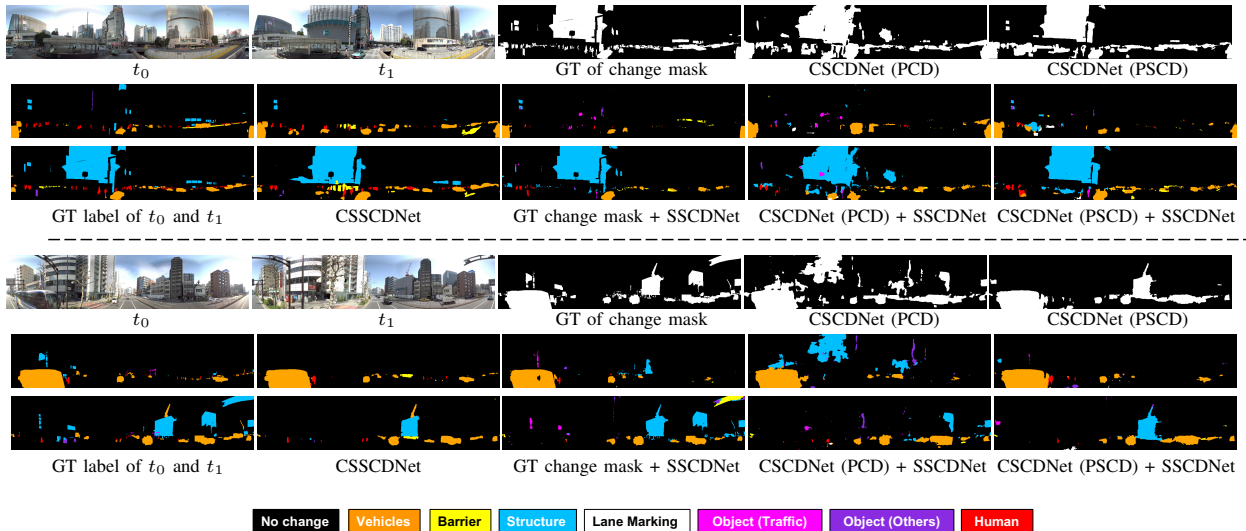 t0 t1 GT of change mask CSCDNet (PCD) CSCDNet (PSCD)
GT label of t0 and t1 CSSCDNet GT change mask + SSCDNet CSCDNet (PCD) + SSCDNet CSCDNet (PSCD) + SSCDNet
t0 t1 GT of change mask CSCDNet (PCD) CSCDNet (PSCD)
GT label of t0 and t1 CSSCDNet GT change mask + SSCDNet CSCDNet (PCD) + SSCDNet CSCDNet (PSCD) + SSCDNet
No change Vehicles Barrier Structure Lane Marking Object (Traffic) Object (Others) Human